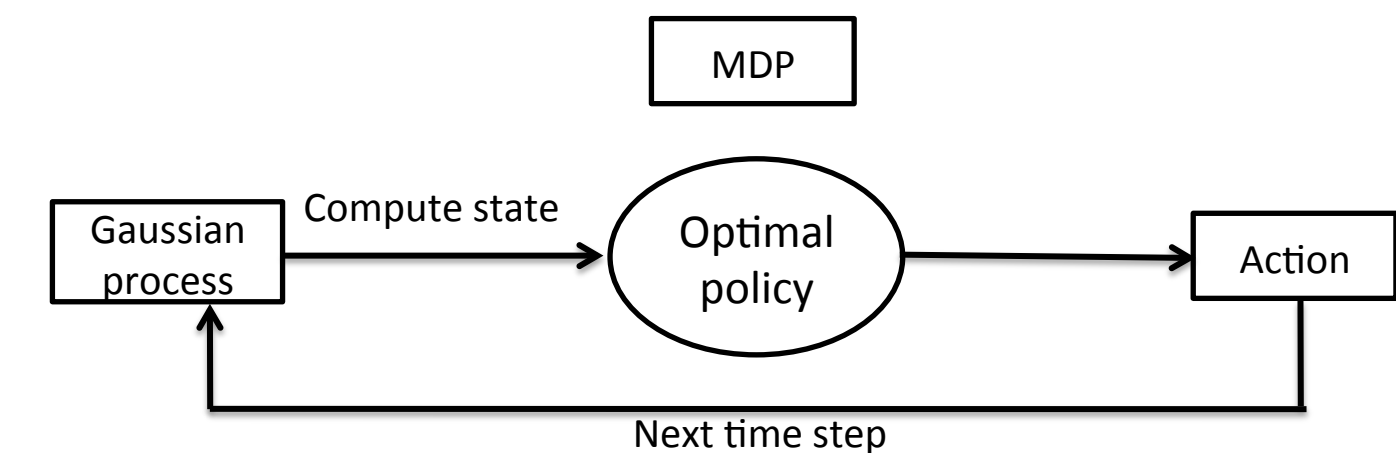 MDP
Compute state
Gaussian
process
Optimal
policy
Action
Next time step